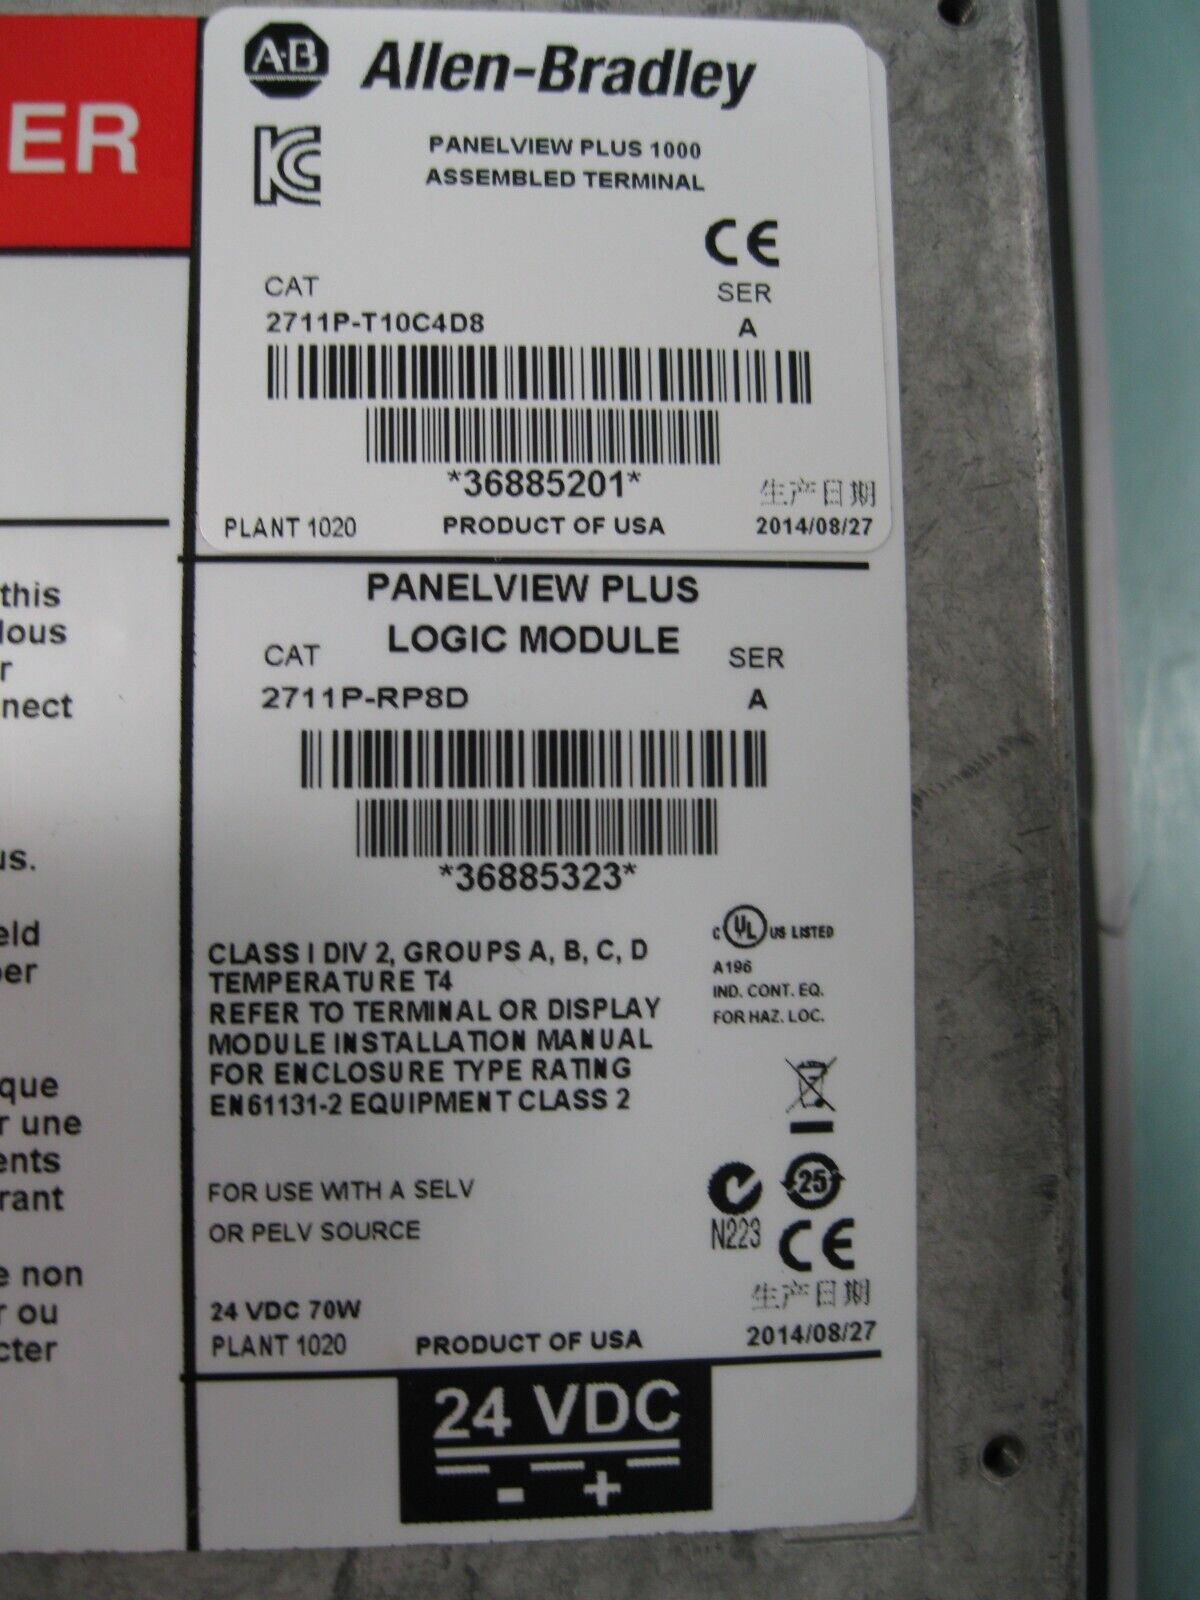 ER
A-B Allen-Bradley
PANELVIEW PLUS 1000
ASSEMBLED TERMINAL
CE
CAT
SER
2711P-T10C4D8
A
*36885201*
生产日期
PLANT 1020
PRODUCT OF USA
2014/08/27
PANELVIEW PLUS
LOGIC MODULE
CAT
SER
2711P-RP8D
A
*36885323*
CLASS I DIV 2, GROUPS A, B, C, D
TEMPERATURE T4
REFER TO TERMINAL OR DISPLAY
MODULE INSTALLATION MANUAL
FOR ENCLOSURE TYPE RATING
EN61131-2 EQUIPMENT CLASS 2
C UL US LISTED
A196
IND. CONT. EQ.
FOR HAZ. LOC.
FOR USE WITH A SELV
OR PELV SOURCE
25
N223
CE
生产日期
24 VDC 70W
PLANT 1020
PRODUCT OF USA
2014/08/27
24 VDC
- +
this
lous
r
nect
us.
eld
er
que
r une
ents
rant
e non
r ou
cter